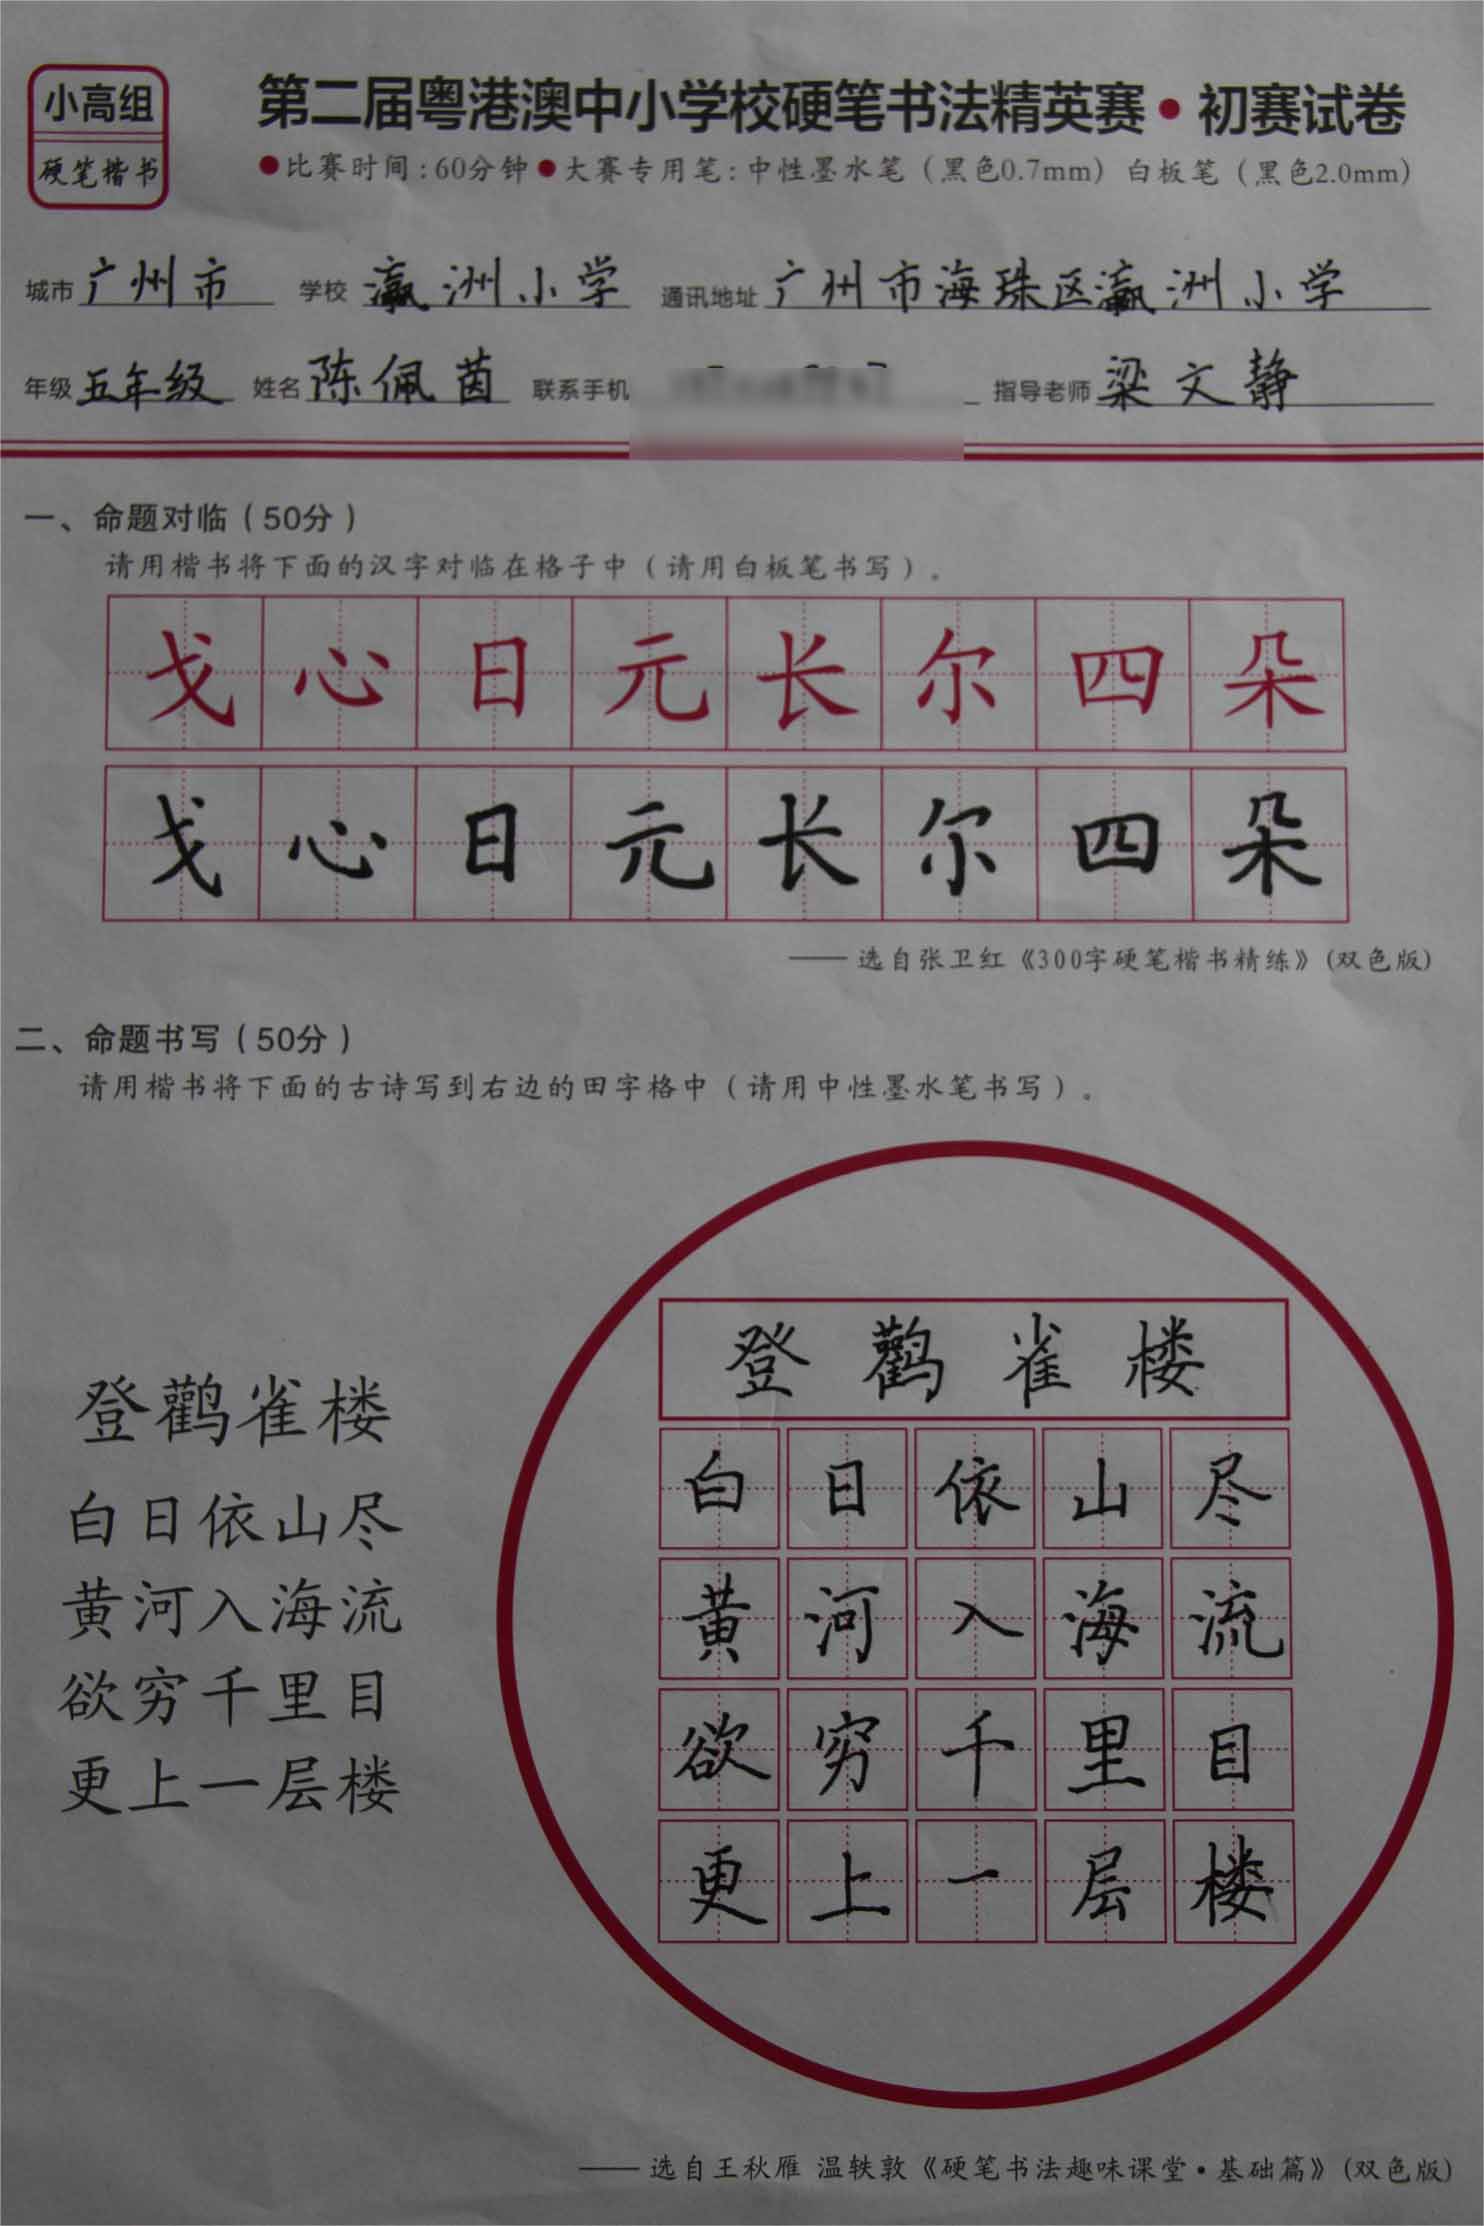 小高组
硬笔楷书
第二届粤港澳中小学校硬笔书法精英赛•初赛试卷
●比赛时间:60分钟●大赛专用笔:中性墨水笔(黑色0.7mm)白板笔(黑色2.0mm)
城市 广州市 学校 瀛洲小学 通讯地址 广州市海珠区瀛洲小学
年级 五年级 姓名 陈佩茵 联系手机 指导老师 梁文静
一、命题对临(50分)
请用楷书将下面的汉字对临在格子中(请用白板笔书写)。
戈心日元长尔四朵
戈心日元长尔四朵
——选自张卫红《300字硬笔楷书精练》(双色版)
二、命题书写(50分)
请用楷书将下面的古诗写到右边的田字格中(请用中性墨水笔书写)。
登鹳雀楼
白日依山尽
黄河入海流
欲穷千里目
更上一层楼
登鹳雀楼
白日依山尽
黄河入海流
欲穷千里目
更上一层楼
——选自王秋雁 温轶敦《硬笔书法趣味课堂·基础篇》(双色版)